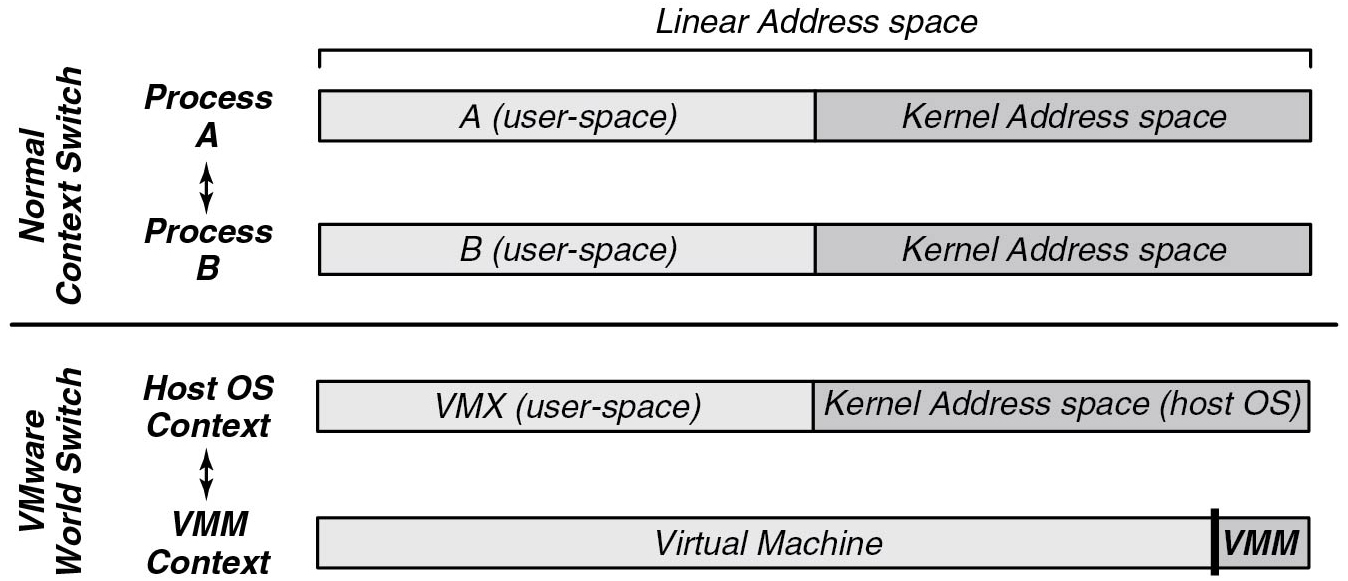 Linear Address space
Normal
Context Switch
Process
A
A (user-space)
Kernel Address space
Process
B
B (user-space)
Kernel Address space
VMware
World Switch
Host OS
Context
VMX (user-space)
Kernel Address space (host OS)
VMM
Context
Virtual Machine
VMM